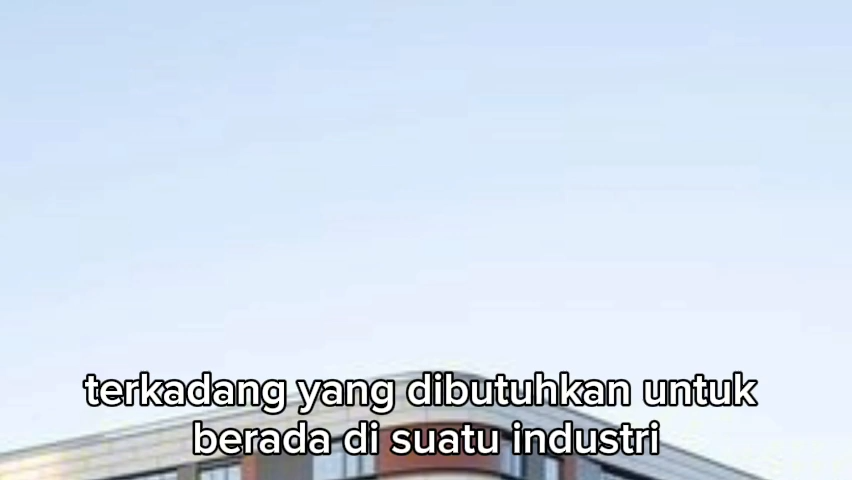 terkadang yang dibutuhkan untuk
berada di suatu industri